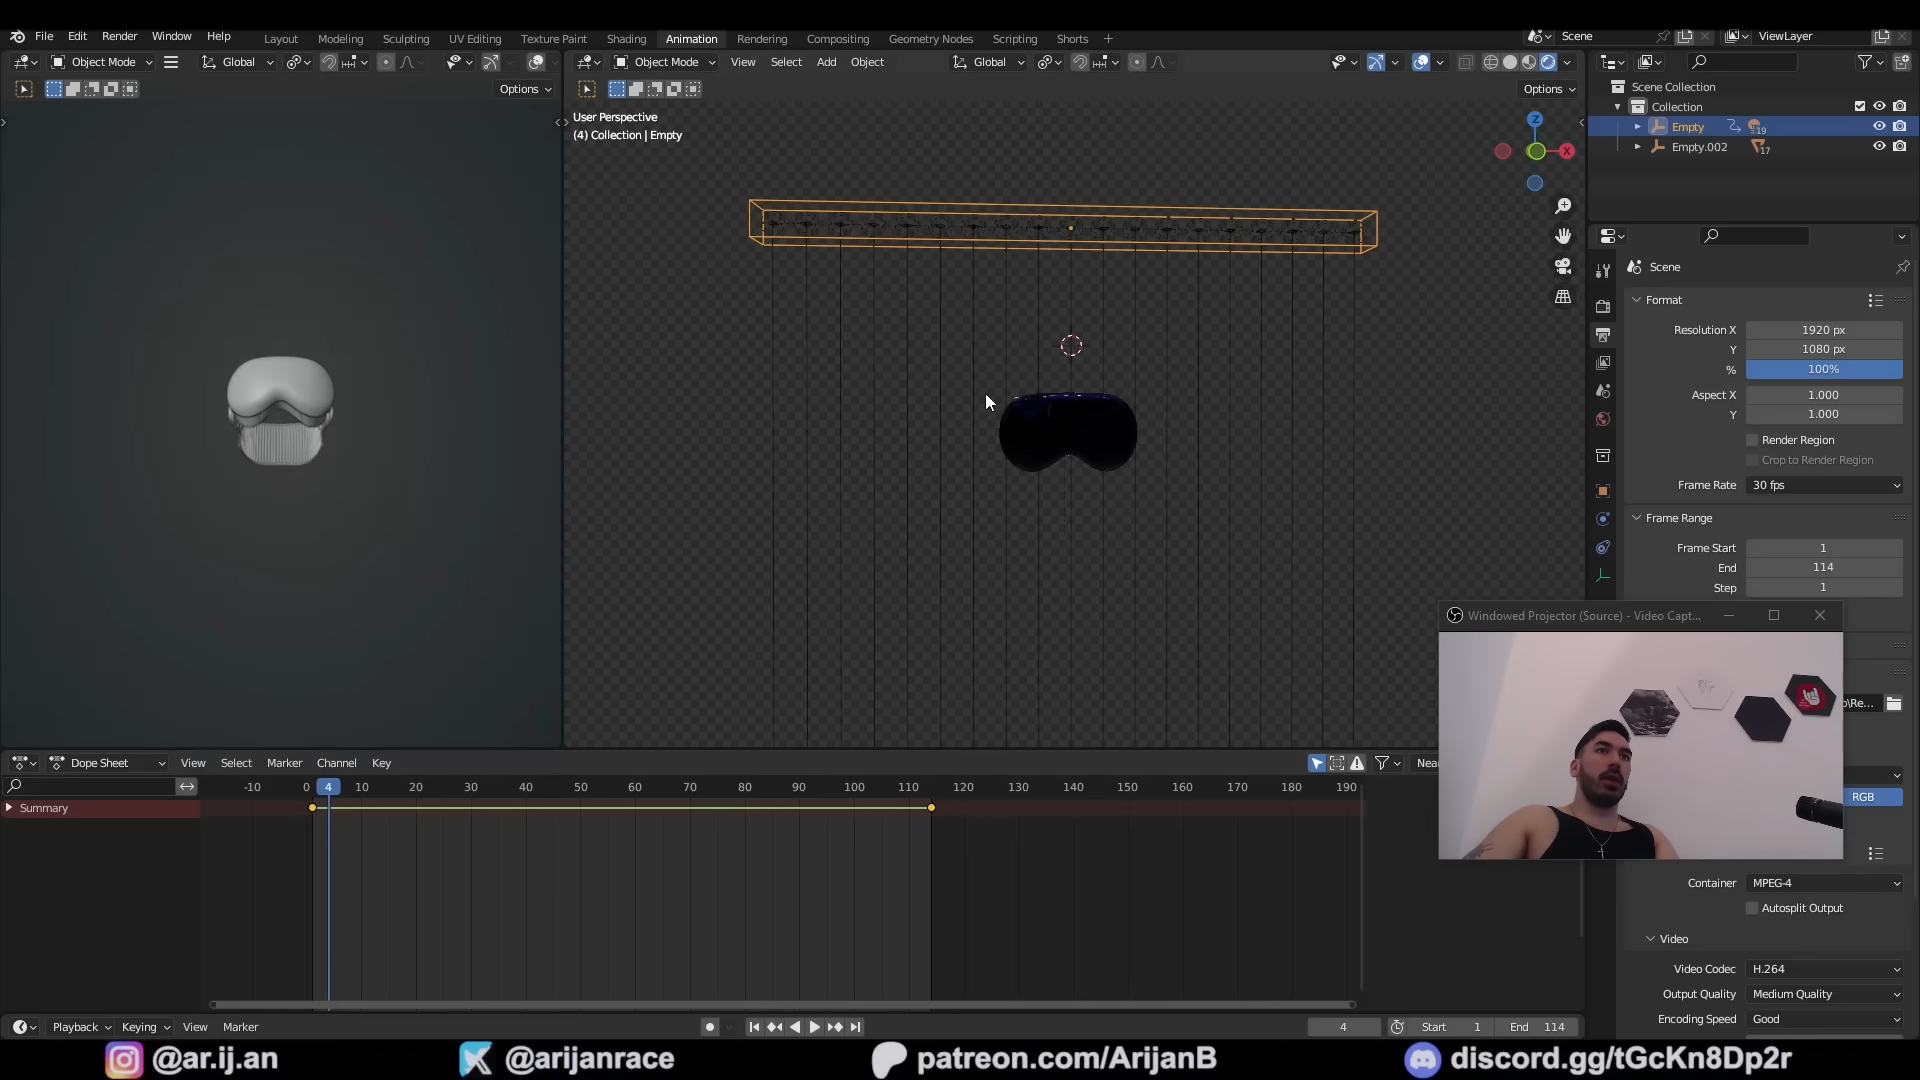 File Edit Render Window Help Layout Modeling Sculpting UV Editing Texture Paint Shading Animation Rendering Compositing Geometry Nodes Scripting Shorts + Scene ViewLayer
Object Mode Global Object Mode View Select Add Object Global
Options Options
User Perspective
(4) Collection | Empty
Z
X
Scene Collection
Collection
Empty 19
Empty.002 17
Scene
Format
Resolution X 1920 px
Y 1080 px
% 100%
Aspect X 1.000
Y 1.000
Render Region
Crop to Render Region
Frame Rate 30 fps
Frame Range
Frame Start 1
End 114
Step 1
Windowed Projector (Source) - Video Capt...
RGB
Container MPEG-4
Autosplit Output
Video
Video Codec H.264
Output Quality Medium Quality
Encoding Speed Good
Dope Sheet View Select Marker Channel Key
-10 0 4 10 20 30 40 50 60 70 80 90 100 110 120 130 140 150 160 170 180 190
Summary
Playback Keying View Marker 4 Start 1 End 114
@ar.ij.an @arijanrace patreon.com/ArijanB discord.gg/tGcKn8Dp2r